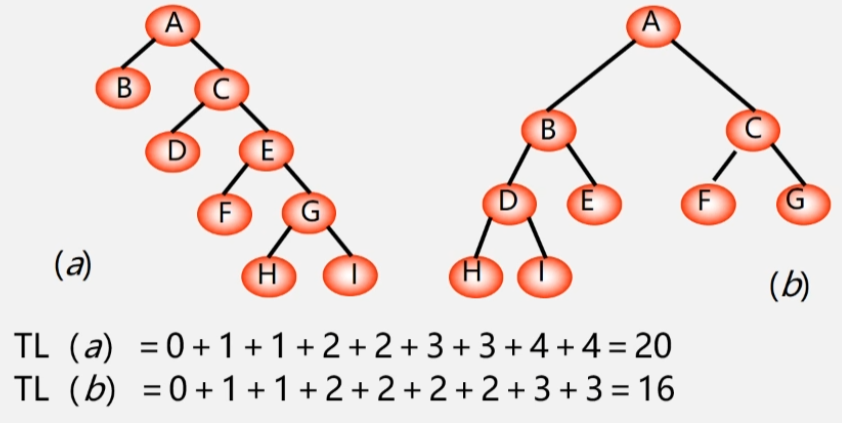 A
A
B
C
B
C
D
E
D
E
F
G
F
G
H
I
H
I
(a)
(b)
TL (a) =0+1+1+2+2+3+3+4+4=20
TL (b) =0+1+1+2+2+2+2+3+3=16